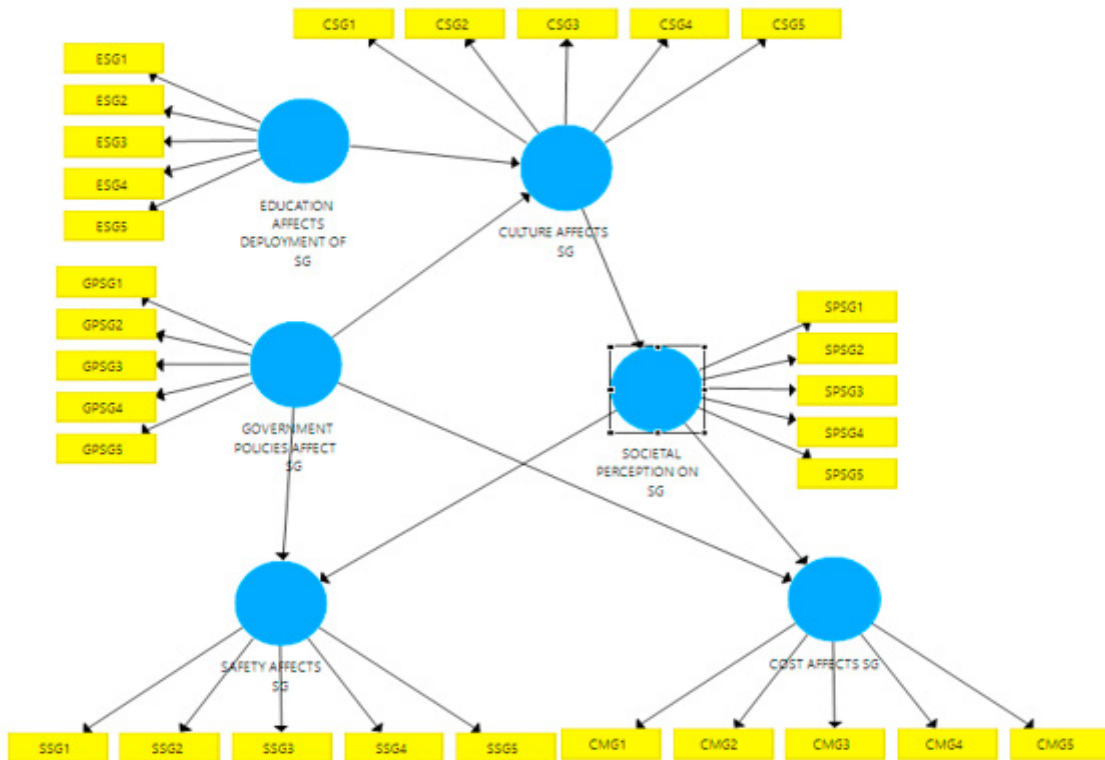 CSG1
CSG2
CSG3
CSG4
CSG5
ESG1
ESG2
ESG3
ESG4
ESG5
EDUCATION
AFFECTS
DEPLOYMENT OF
SG
CULTURE AFFECTS
SG
GPSG1
GPSG2
GPSG3
GPSG4
GPSG5
GOVERNMENT
POLICIES AFFECT
SG
SPSG1
SPSG2
SPSG3
SPSG4
SPSG5
SOCIETAL
PERCEPTION ON
SG
SAFETY AFFECTS
SG
COST AFFECTS SG
SSG1
SSG2
SSG3
SSG4
SSG5
CMG1
CMG2
CMG3
CMG4
CMG5